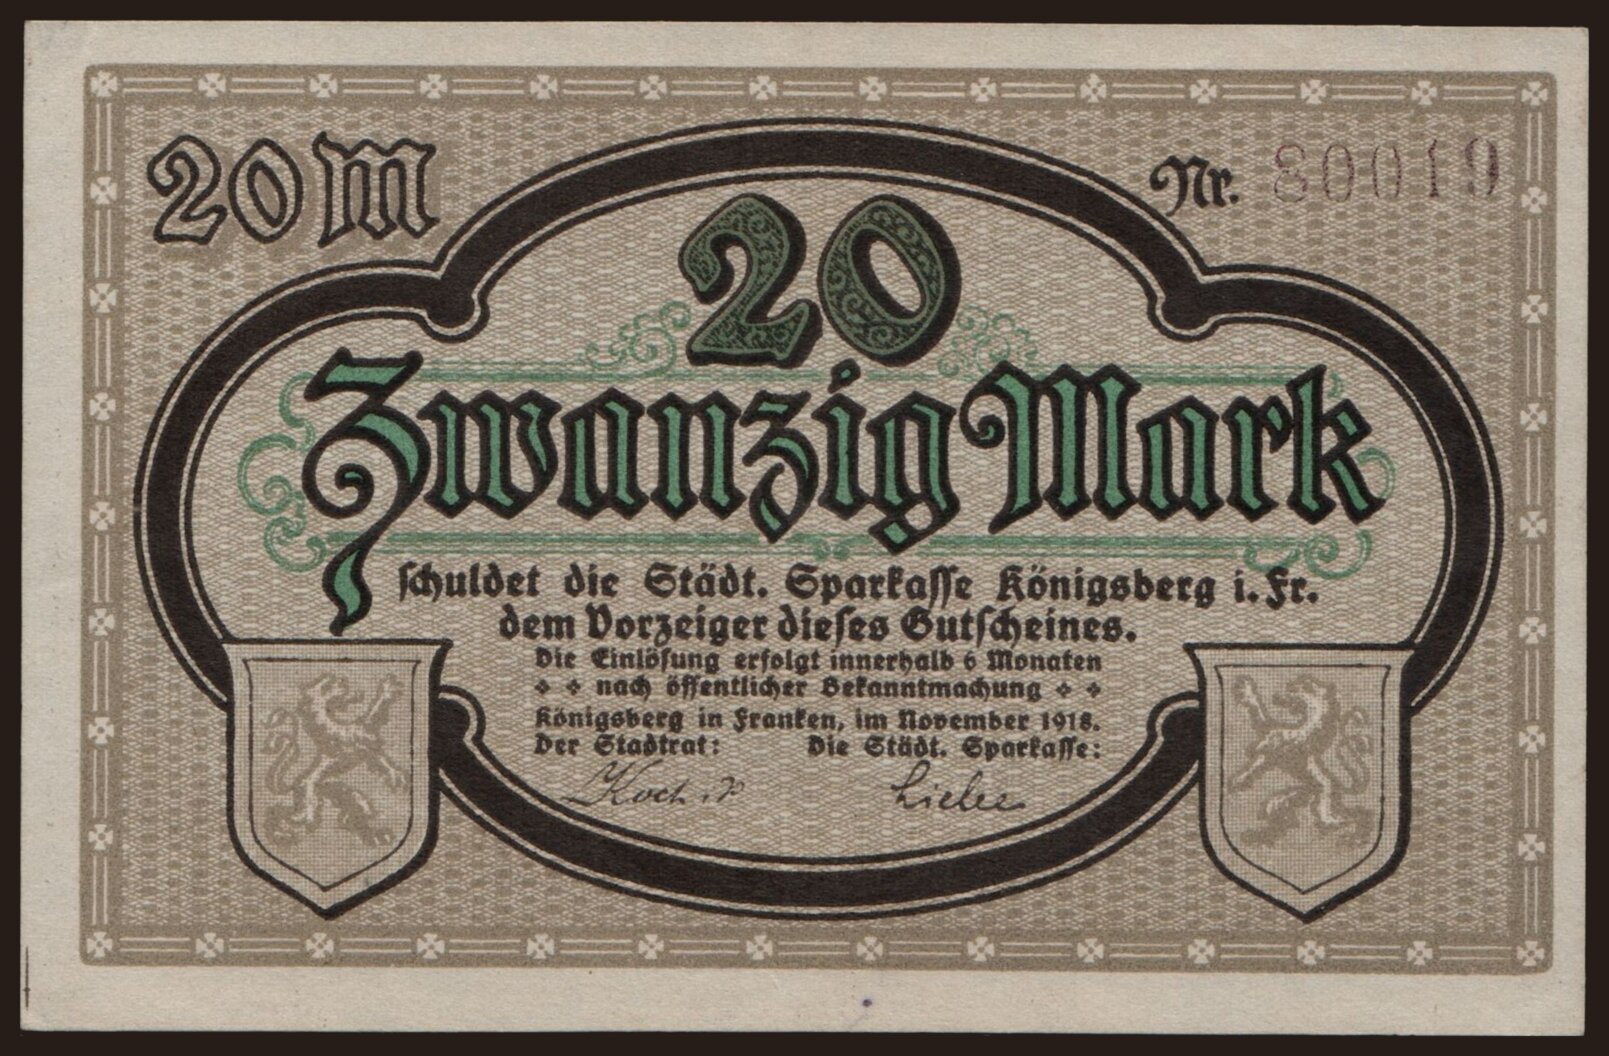 20 M
Nr. 80019
20
Zwanzig Mark
schuldet die Städt. Sparkasse Königsberg i. Fr.
dem Vorzeiger dieses Gutscheines.
Die Einlösung erfolgt innerhalb 6 Monaten
nach öffentlicher Bekanntmachung
Königsberg in Franken, im November 1918.
Der Stadtrat: Die Städt. Sparkasse:
Koch